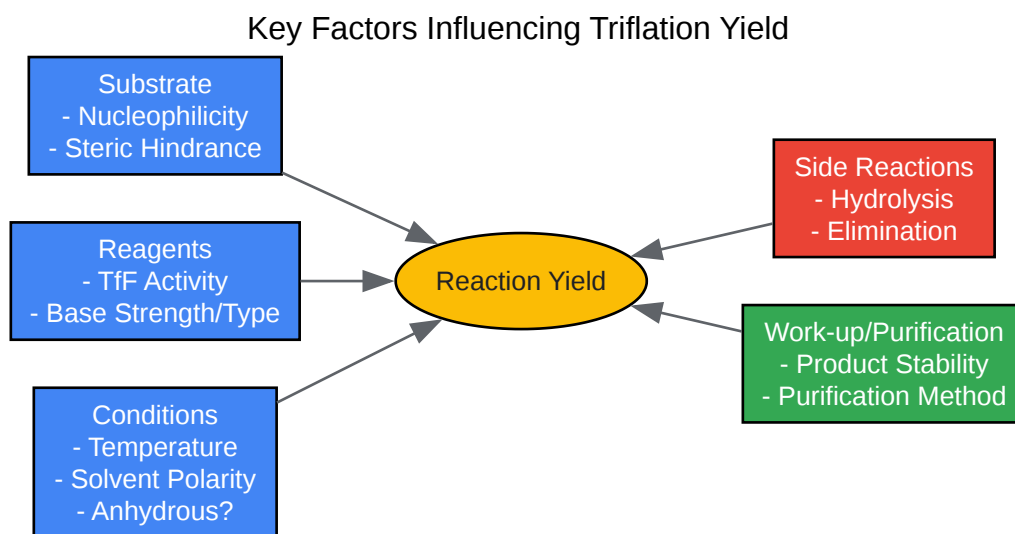 Key Factors Influencing Triflation Yield
Substrate
- Nucleophilicity
- Steric Hindrance
Reagents
- TfF Activity
- Base Strength/Type
Conditions
- Temperature
- Solvent Polarity
- Anhydrous?
Reaction Yield
Side Reactions
- Hydrolysis
- Elimination
Work-up/Purification
- Product Stability
- Purification Method